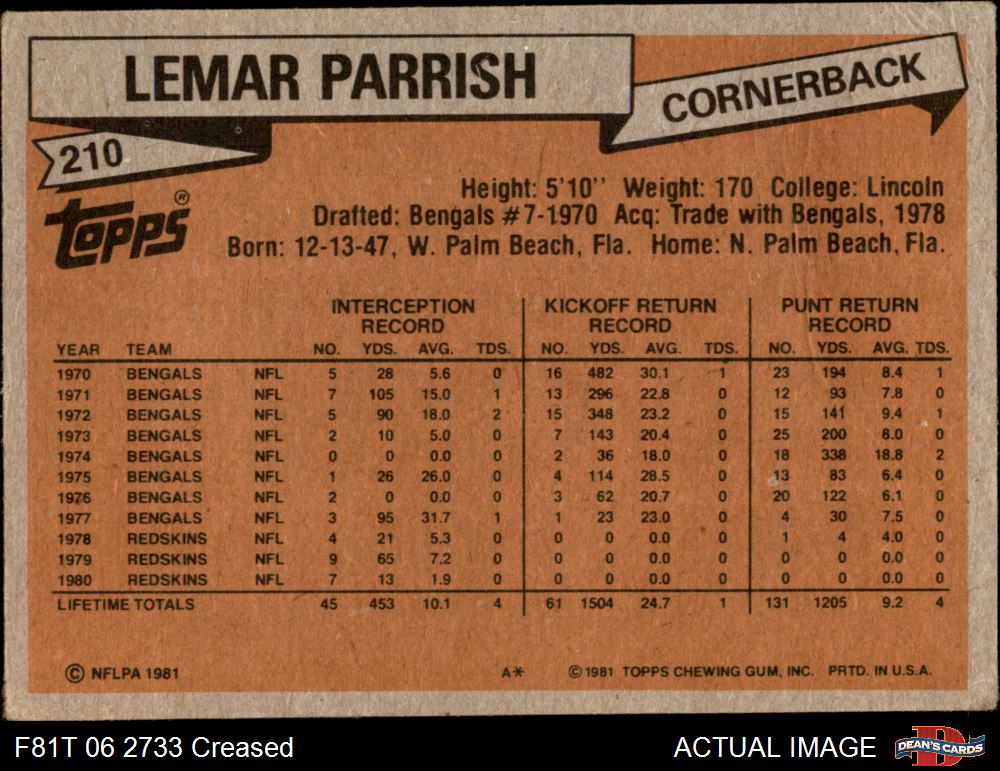 LEMAR PARRISH
CORNERBACK
210
TOPPS®
Height: 5'10'' Weight: 170 College: Lincoln
Drafted: Bengals #7-1970 Acq: Trade with Bengals, 1978
Born: 12-13-47, W. Palm Beach, Fla. Home: N. Palm Beach, Fla.
INTERCEPTION RECORD KICKOFF RETURN RECORD PUNT RETURN RECORD
YEAR TEAM NO. YDS. AVG. TDS. NO. YDS. AVG. TDS. NO. YDS. AVG. TDS.
1970 BENGALS NFL 5 28 5.6 0 16 482 30.1 1 23 194 8.4 1
1971 BENGALS NFL 7 105 15.0 1 13 296 22.8 0 12 93 7.8 0
1972 BENGALS NFL 5 90 18.0 2 15 348 23.2 0 15 141 9.4 1
1973 BENGALS NFL 2 10 5.0 0 7 143 20.4 0 25 200 8.0 0
1974 BENGALS NFL 0 0 0.0 0 2 36 18.0 0 18 338 18.8 2
1975 BENGALS NFL 1 26 26.0 0 4 114 28.5 0 13 83 6.4 0
1976 BENGALS NFL 2 0 0.0 0 3 62 20.7 0 20 122 6.1 0
1977 BENGALS NFL 3 95 31.7 1 1 23 23.0 0 4 30 7.5 0
1978 REDSKINS NFL 4 21 5.3 0 0 0 0.0 0 1 4 4.0 0
1979 REDSKINS NFL 9 65 7.2 0 0 0 0.0 0 0 0 0.0 0
1980 REDSKINS NFL 7 13 1.9 0 0 0 0.0 0 0 0 0.0 0
LIFETIME TOTALS 45 453 10.1 4 61 1504 24.7 1 131 1205 9.2 4
© NFLPA 1981 A* © 1981 TOPPS CHEWING GUM, INC. PRTD. IN U.S.A.
F81T 06 2733 Creased ACTUAL IMAGE DEAN'S CARDS